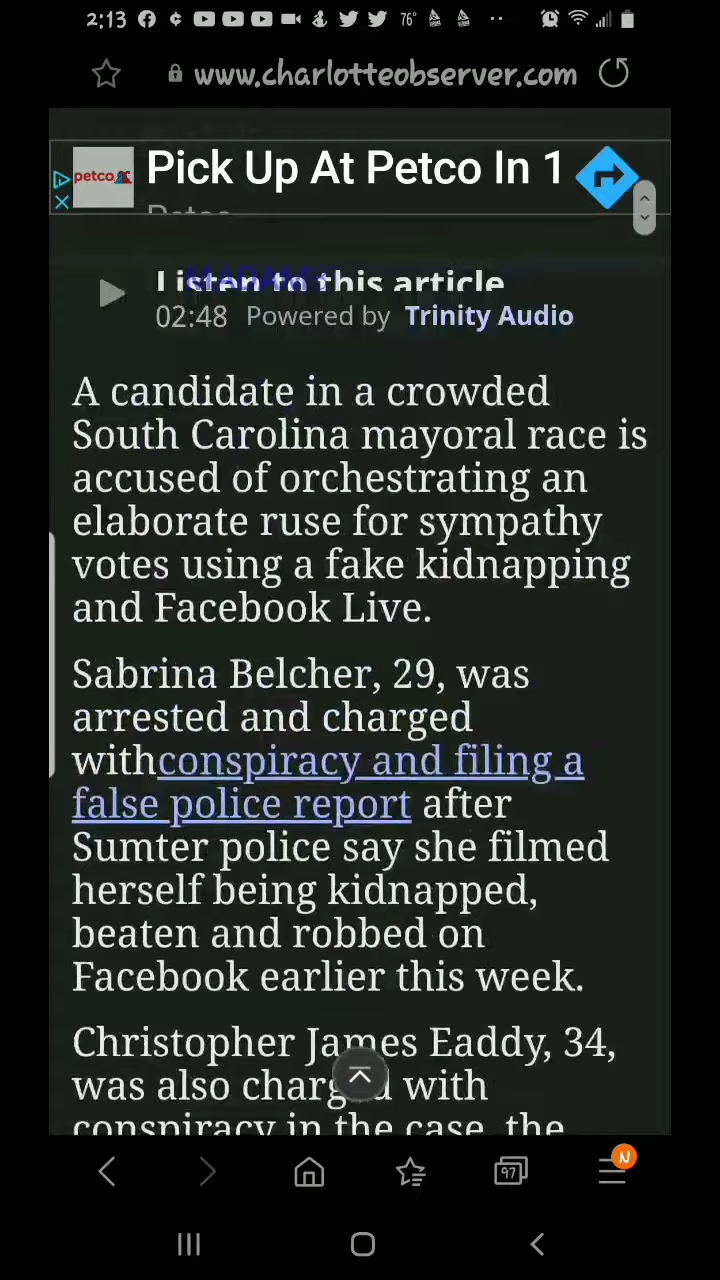 2:13
76°
www.charlotteobserver.com
petco
Pick Up At Petco In 1
Listen to this article
02:48 Powered by Trinity Audio
A candidate in a crowded
South Carolina mayoral race is
accused of orchestrating an
elaborate ruse for sympathy
votes using a fake kidnapping
and Facebook Live.
Sabrina Belcher, 29, was
arrested and charged
withconspiracy and filing a
false police report after
Sumter police say she filmed
herself being kidnapped,
beaten and robbed on
Facebook earlier this week.
Christopher James Eaddy, 34,
was also charged with
conspiracy in the case, the
97
N